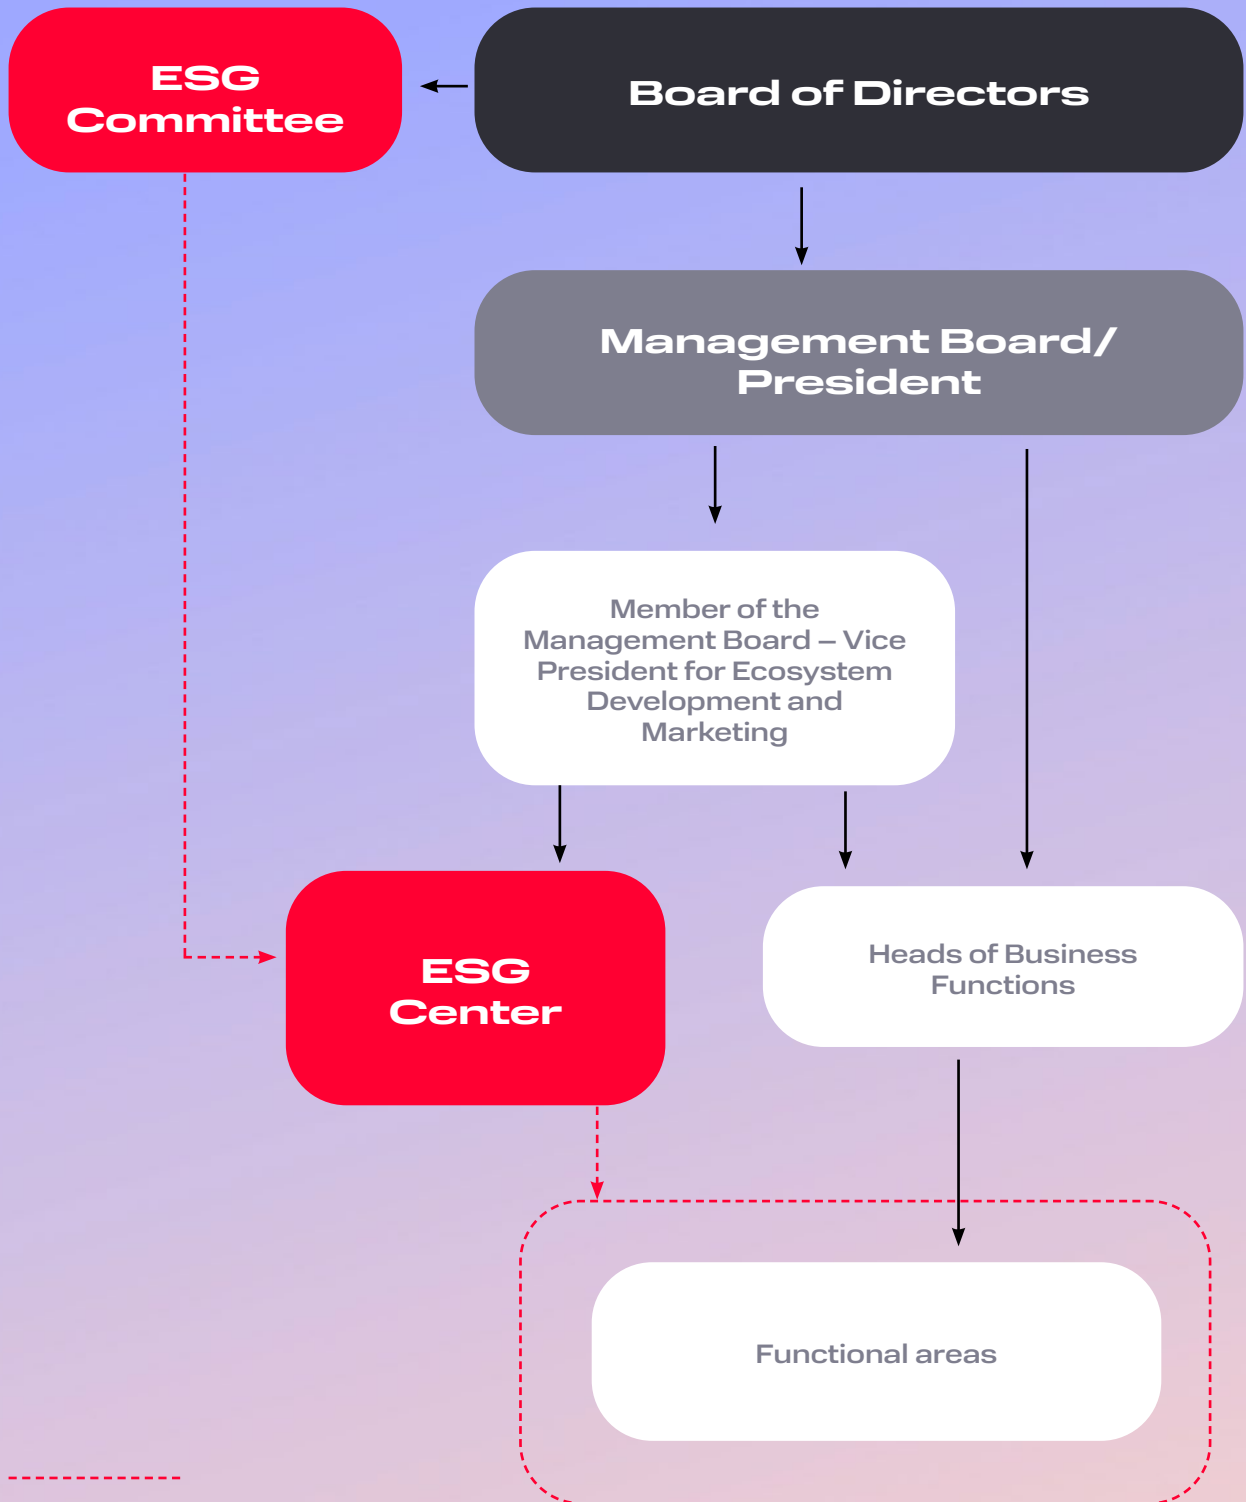 ESG
Committee
Board of Directors
Management Board/
President
Member of the
Management Board – Vice
President for Ecosystem
Development and
Marketing
ESG
Center
Heads of Business
Functions
Functional areas